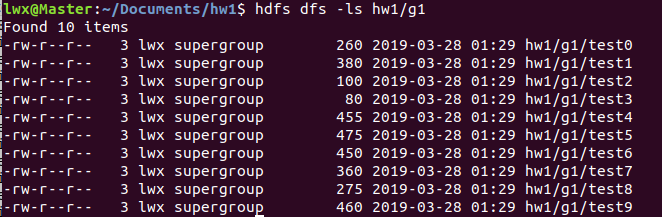 lwx@Master:~/Documents/hw1$ hdfs dfs -ls hw1/g1
Found 10 items
-rw-r--r--   3 lwx supergroup        260 2019-03-28 01:29 hw1/g1/test0
-rw-r--r--   3 lwx supergroup        380 2019-03-28 01:29 hw1/g1/test1
-rw-r--r--   3 lwx supergroup        100 2019-03-28 01:29 hw1/g1/test2
-rw-r--r--   3 lwx supergroup         80 2019-03-28 01:29 hw1/g1/test3
-rw-r--r--   3 lwx supergroup        455 2019-03-28 01:29 hw1/g1/test4
-rw-r--r--   3 lwx supergroup        475 2019-03-28 01:29 hw1/g1/test5
-rw-r--r--   3 lwx supergroup        450 2019-03-28 01:29 hw1/g1/test6
-rw-r--r--   3 lwx supergroup        360 2019-03-28 01:29 hw1/g1/test7
-rw-r--r--   3 lwx supergroup        275 2019-03-28 01:29 hw1/g1/test8
-rw-r--r--   3 lwx supergroup        460 2019-03-28 01:29 hw1/g1/test9